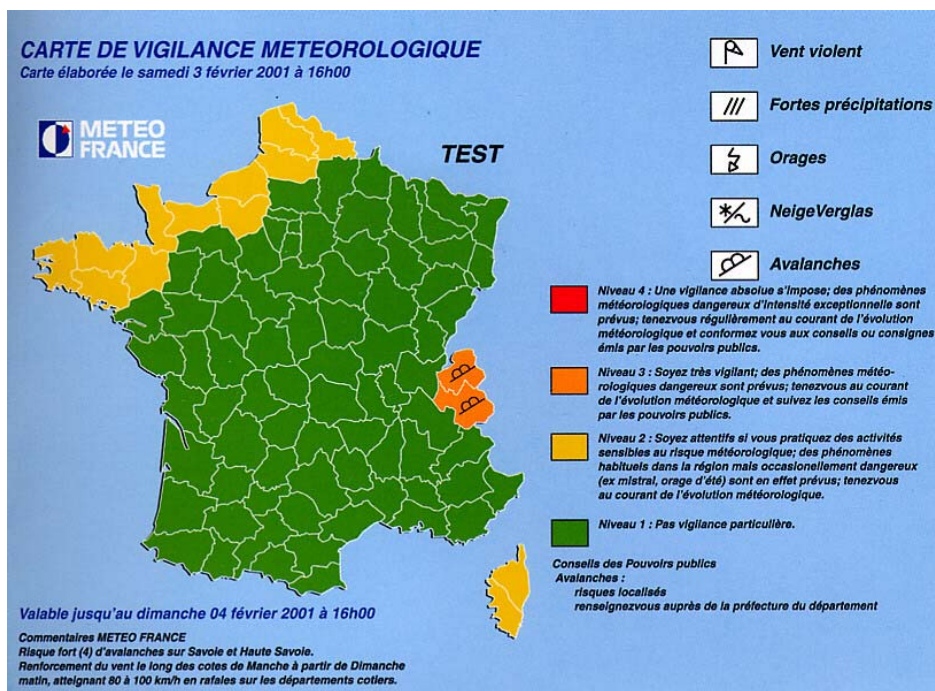 CARTE DE VIGILANCE METEOROLOGIQUE
Carte élaborée le samedi 3 février 2001 à 16h00
METEO
FRANCE
TEST
Vent violent
Fortes précipitations
Orages
NeigeVerglas
Avalanches
Niveau 4 : Une vigilance absolue s'impose; des phénomènes
météorologiques dangereux d'intensité exceptionnelle sont
prévus; tenezvous régulièrement au courant de l'évolution
météorologique et conformez vous aux conseils ou consignes
émis par les pouvoirs publics.
Niveau 3 : Soyez très vigilant; des phénomènes météo-
rologiques dangereux sont prévus; tenezvous au courant
de l'évolution météorologique et suivez les conseils émis
par les pouvoirs publics.
Niveau 2 : Soyez attentifs si vous pratiquez des activités
sensibles au risque météorologique; des phénomènes
habituels dans la région mais occasionellement dangereux
(ex mistral, orage d'été) sont en effet prévus; tenezvous
au courant de l'évolution météorologique.
Niveau 1 : Pas vigilance particulière.
Conseils des Pouvoirs publics
Avalanches :
risques localisés
renseignezvous auprès de la préfecture du département
Valable jusqu'au dimanche 04 février 2001 à 16h00
Commentaires METEO FRANCE
Risque fort (4) d'avalanches sur Savoie et Haute Savoie.
Renforcement du vent le long des cotes de Manche à partir de Dimanche
matin, atteignant 80 à 100 km/h en rafales sur les départements cotiers.